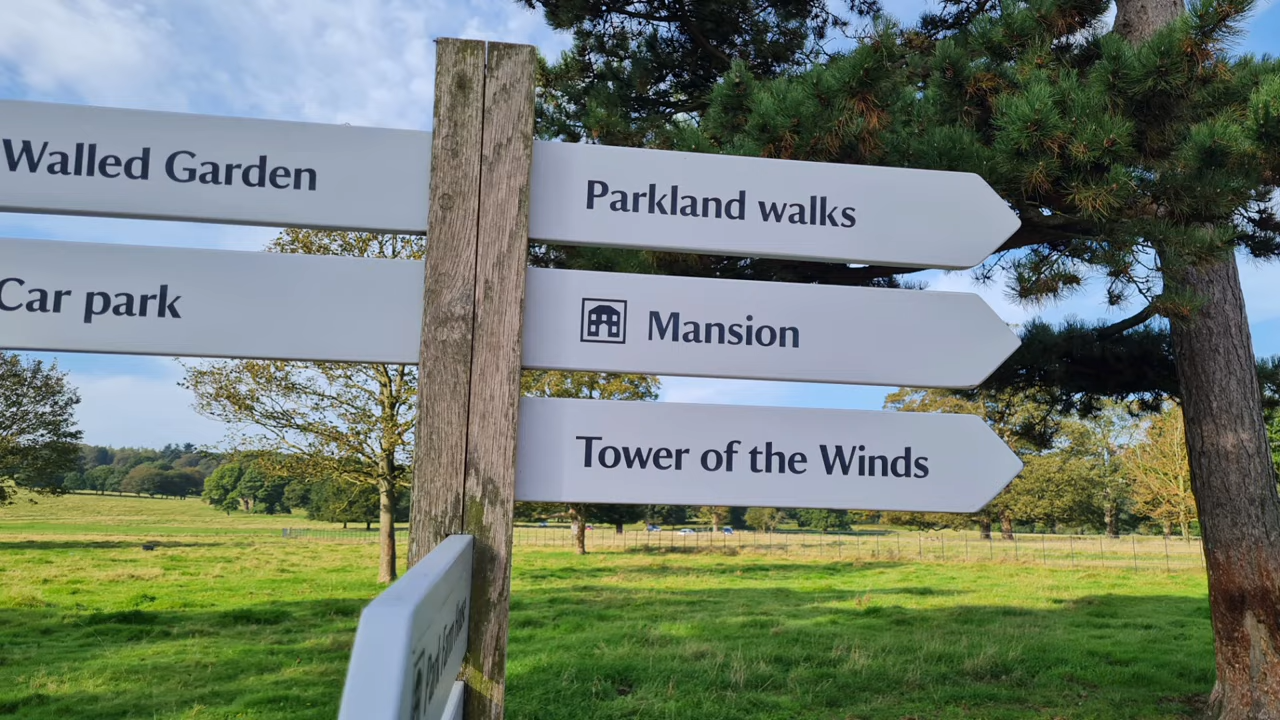 Walled Garden
Parkland walks
Car park
Mansion
Tower of the Winds